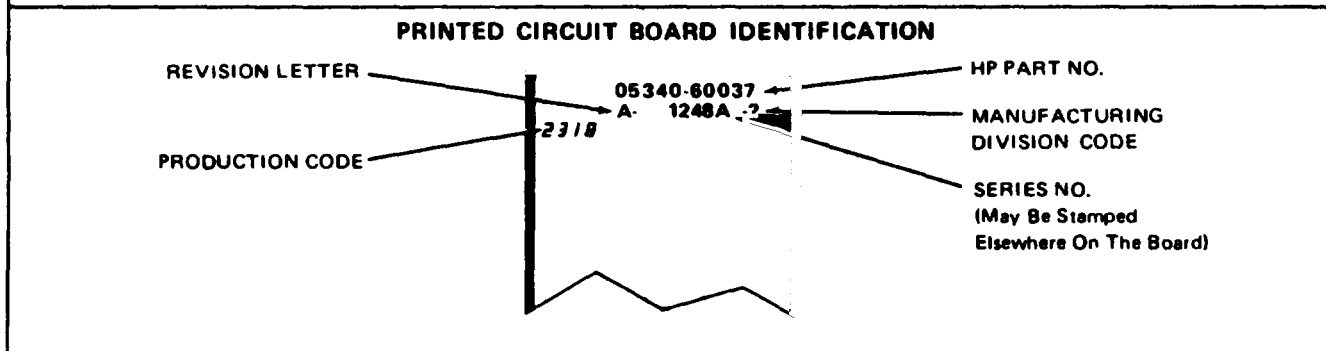 PRINTED CIRCUIT BOARD IDENTIFICATION
REVISION LETTER
HP PART NO.
05340-60037
A- 1248A -2
MANUFACTURING
DIVISION CODE
2318
PRODUCTION CODE
SERIES NO.
(May Be Stamped
Elsewhere On The Board)